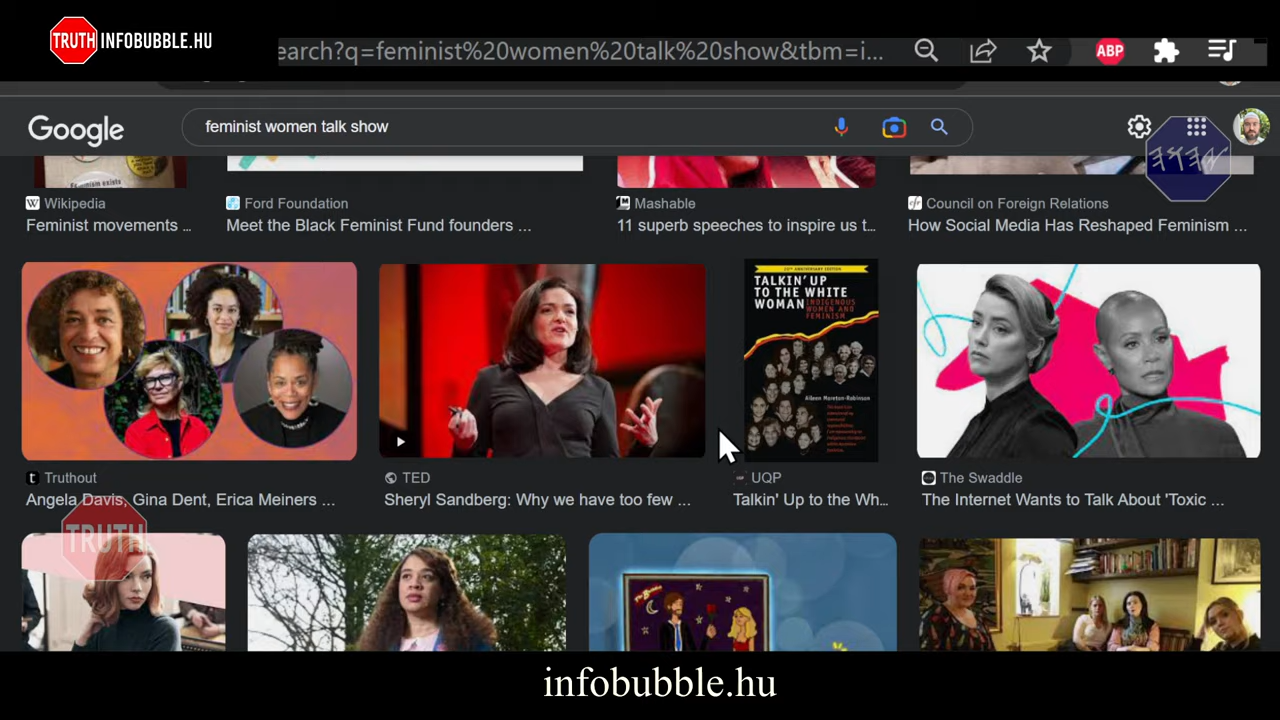 TRUTH INFOBUBBLE.HU
earch?q=feminist%20women%20talk%20show&tbm=i...
ABP
Google
feminist women talk show
W Wikipedia
Feminist movements ...
Ford Foundation
Meet the Black Feminist Fund founders ...
Mashable
11 superb speeches to inspire us t...
cfr Council on Foreign Relations
How Social Media Has Reshaped Feminism ...
TALKIN' UP
TO THE WHITE
WOMAN INDIGENOUS
WOMEN AND
FEMINISM
Aileen Moreton-Robinson
t Truthout
Angela Davis, Gina Dent, Erica Meiners ...
TED
Sheryl Sandberg: Why we have too few ...
UQP
Talkin' Up to the Wh...
The Swaddle
The Internet Wants to Talk About 'Toxic ...
TRUTH
infobubble.hu